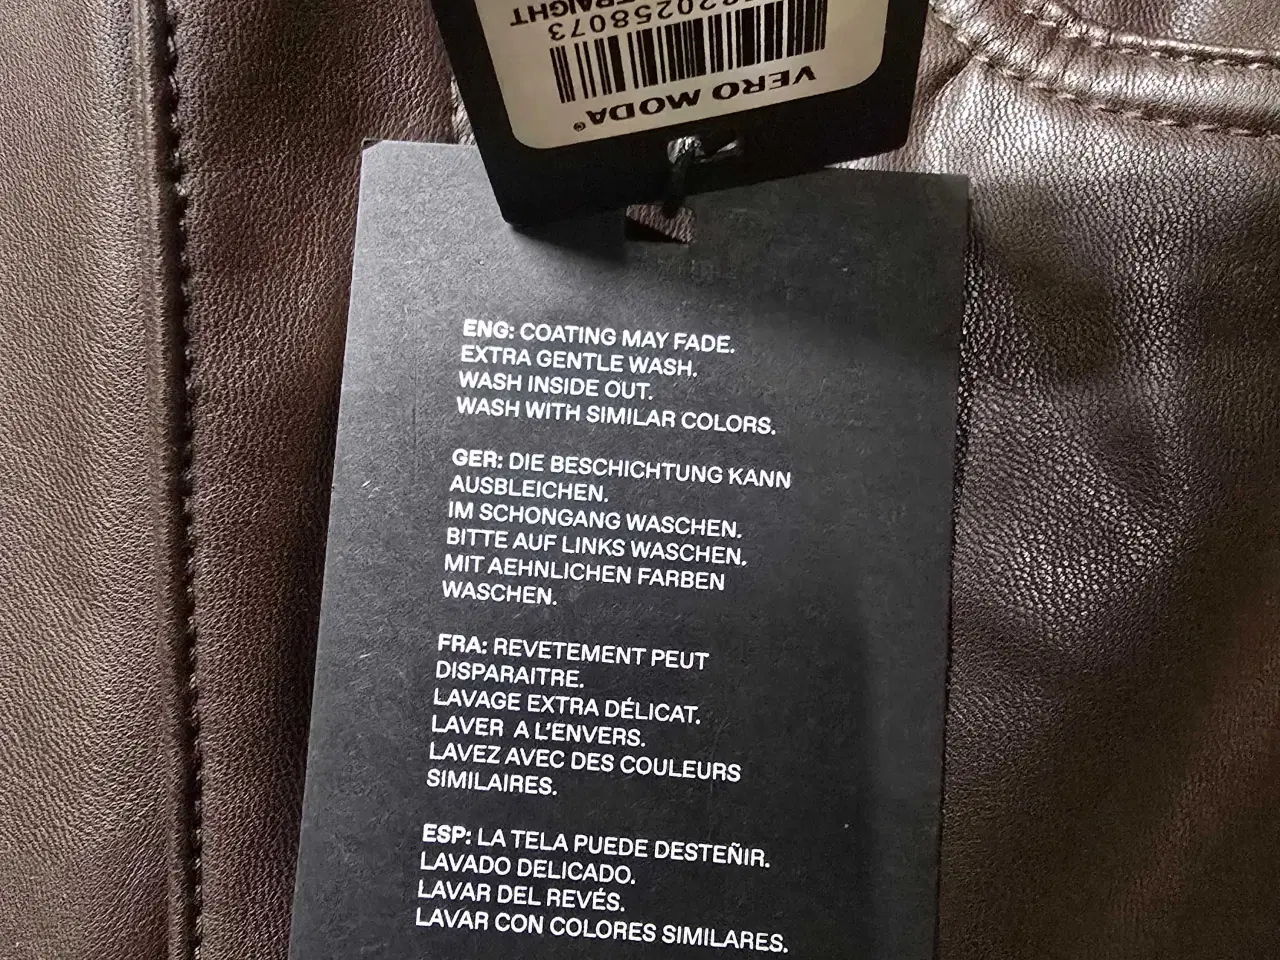 TRAIGHT
20258073
VERO MODA®
ENG: COATING MAY FADE.
EXTRA GENTLE WASH.
WASH INSIDE OUT.
WASH WITH SIMILAR COLORS.
GER: DIE BESCHICHTUNG KANN
AUSBLEICHEN.
IM SCHONGANG WASCHEN.
BITTE AUF LINKS WASCHEN.
MIT AEHNLICHEN FARBEN
WASCHEN.
FRA: REVETEMENT PEUT
DISPARAITRE.
LAVAGE EXTRA DÉLICAT.
LAVER A L'ENVERS.
LAVEZ AVEC DES COULEURS
SIMILAIRES.
ESP: LA TELA PUEDE DESTEÑIR.
LAVADO DELICADO.
LAVAR DEL REVÉS.
LAVAR CON COLORES SIMILARES.